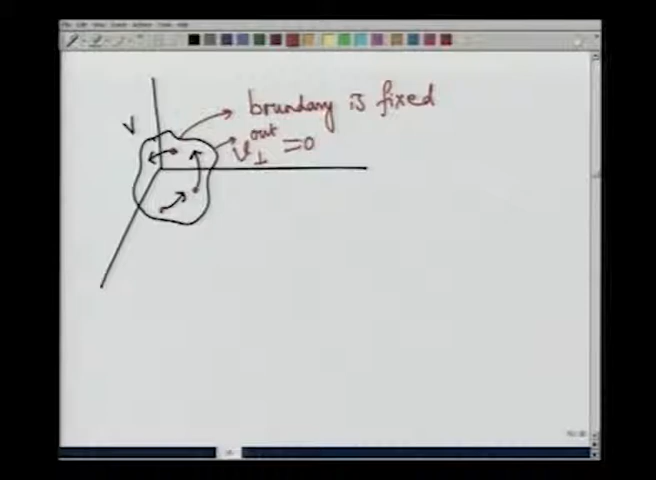 boundary is fixed
V
v⊥^out = 0